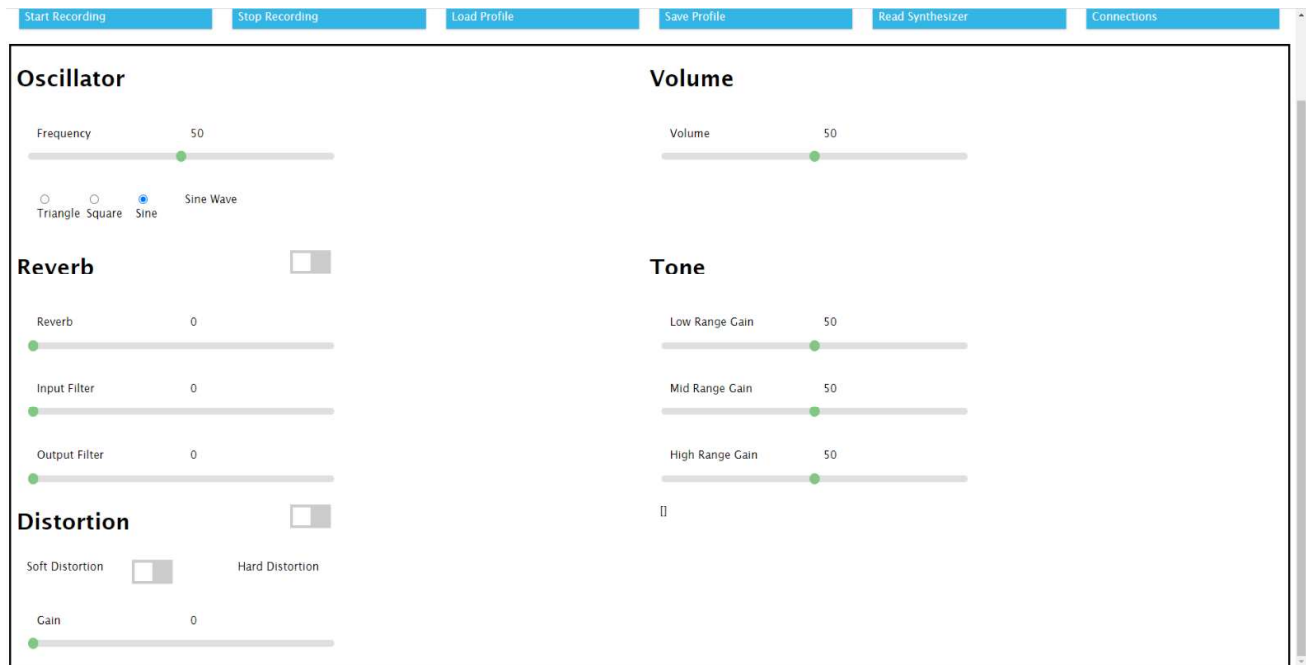 Start Recording Stop Recording Load Profile Save Profile Read Synthesizer Connections
Oscillator
Frequency 50
Triangle Square Sine Sine Wave
Volume
Volume 50
Reverb
Reverb 0
Input Filter 0
Output Filter 0
Tone
Low Range Gain 50
Mid Range Gain 50
High Range Gain 50
[]
Distortion
Soft Distortion Hard Distortion
Gain 0